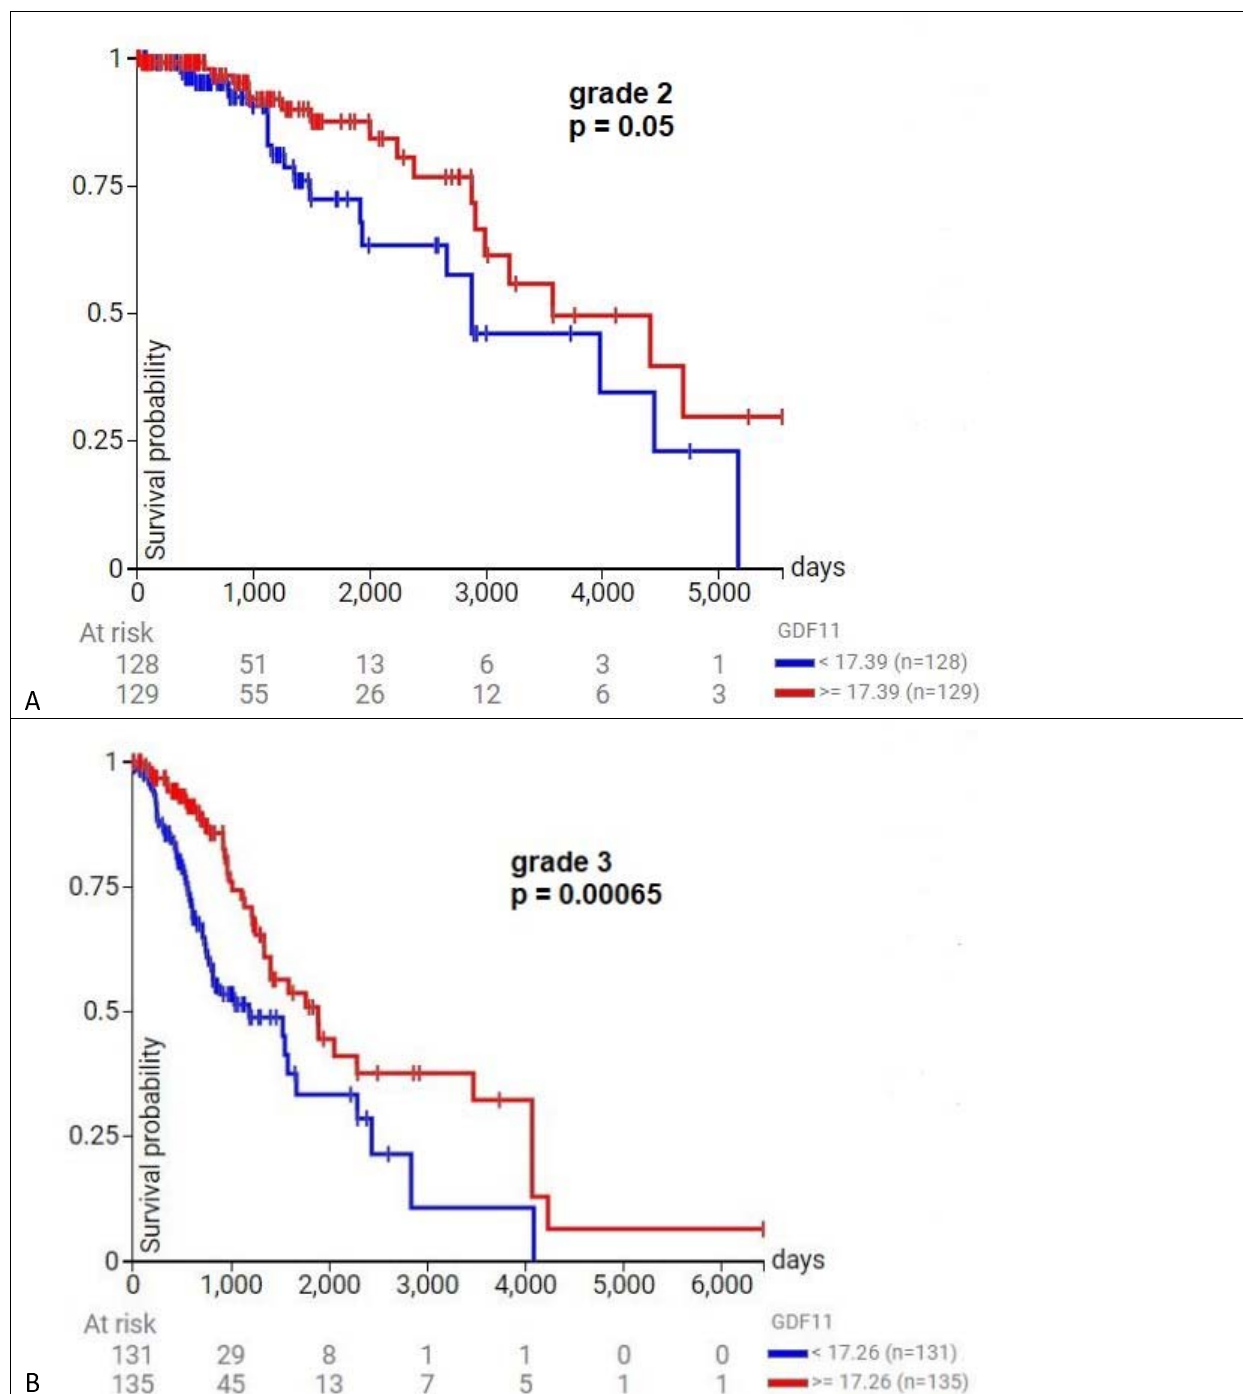 grade 2
p = 0.05
1
0.75
0.5
0.25
0
Survival probability
0 1,000 2,000 3,000 4,000 5,000 days
At risk GDF11
128 51 13 6 3 1 < 17.39 (n=128)
129 55 26 12 6 3 >= 17.39 (n=129)
A
grade 3
p = 0.00065
1
0.75
0.5
0.25
0
Survival probability
0 1,000 2,000 3,000 4,000 5,000 6,000 days
At risk GDF11
131 29 8 1 1 0 0 < 17.26 (n=131)
135 45 13 7 5 1 1 >= 17.26 (n=135)
B